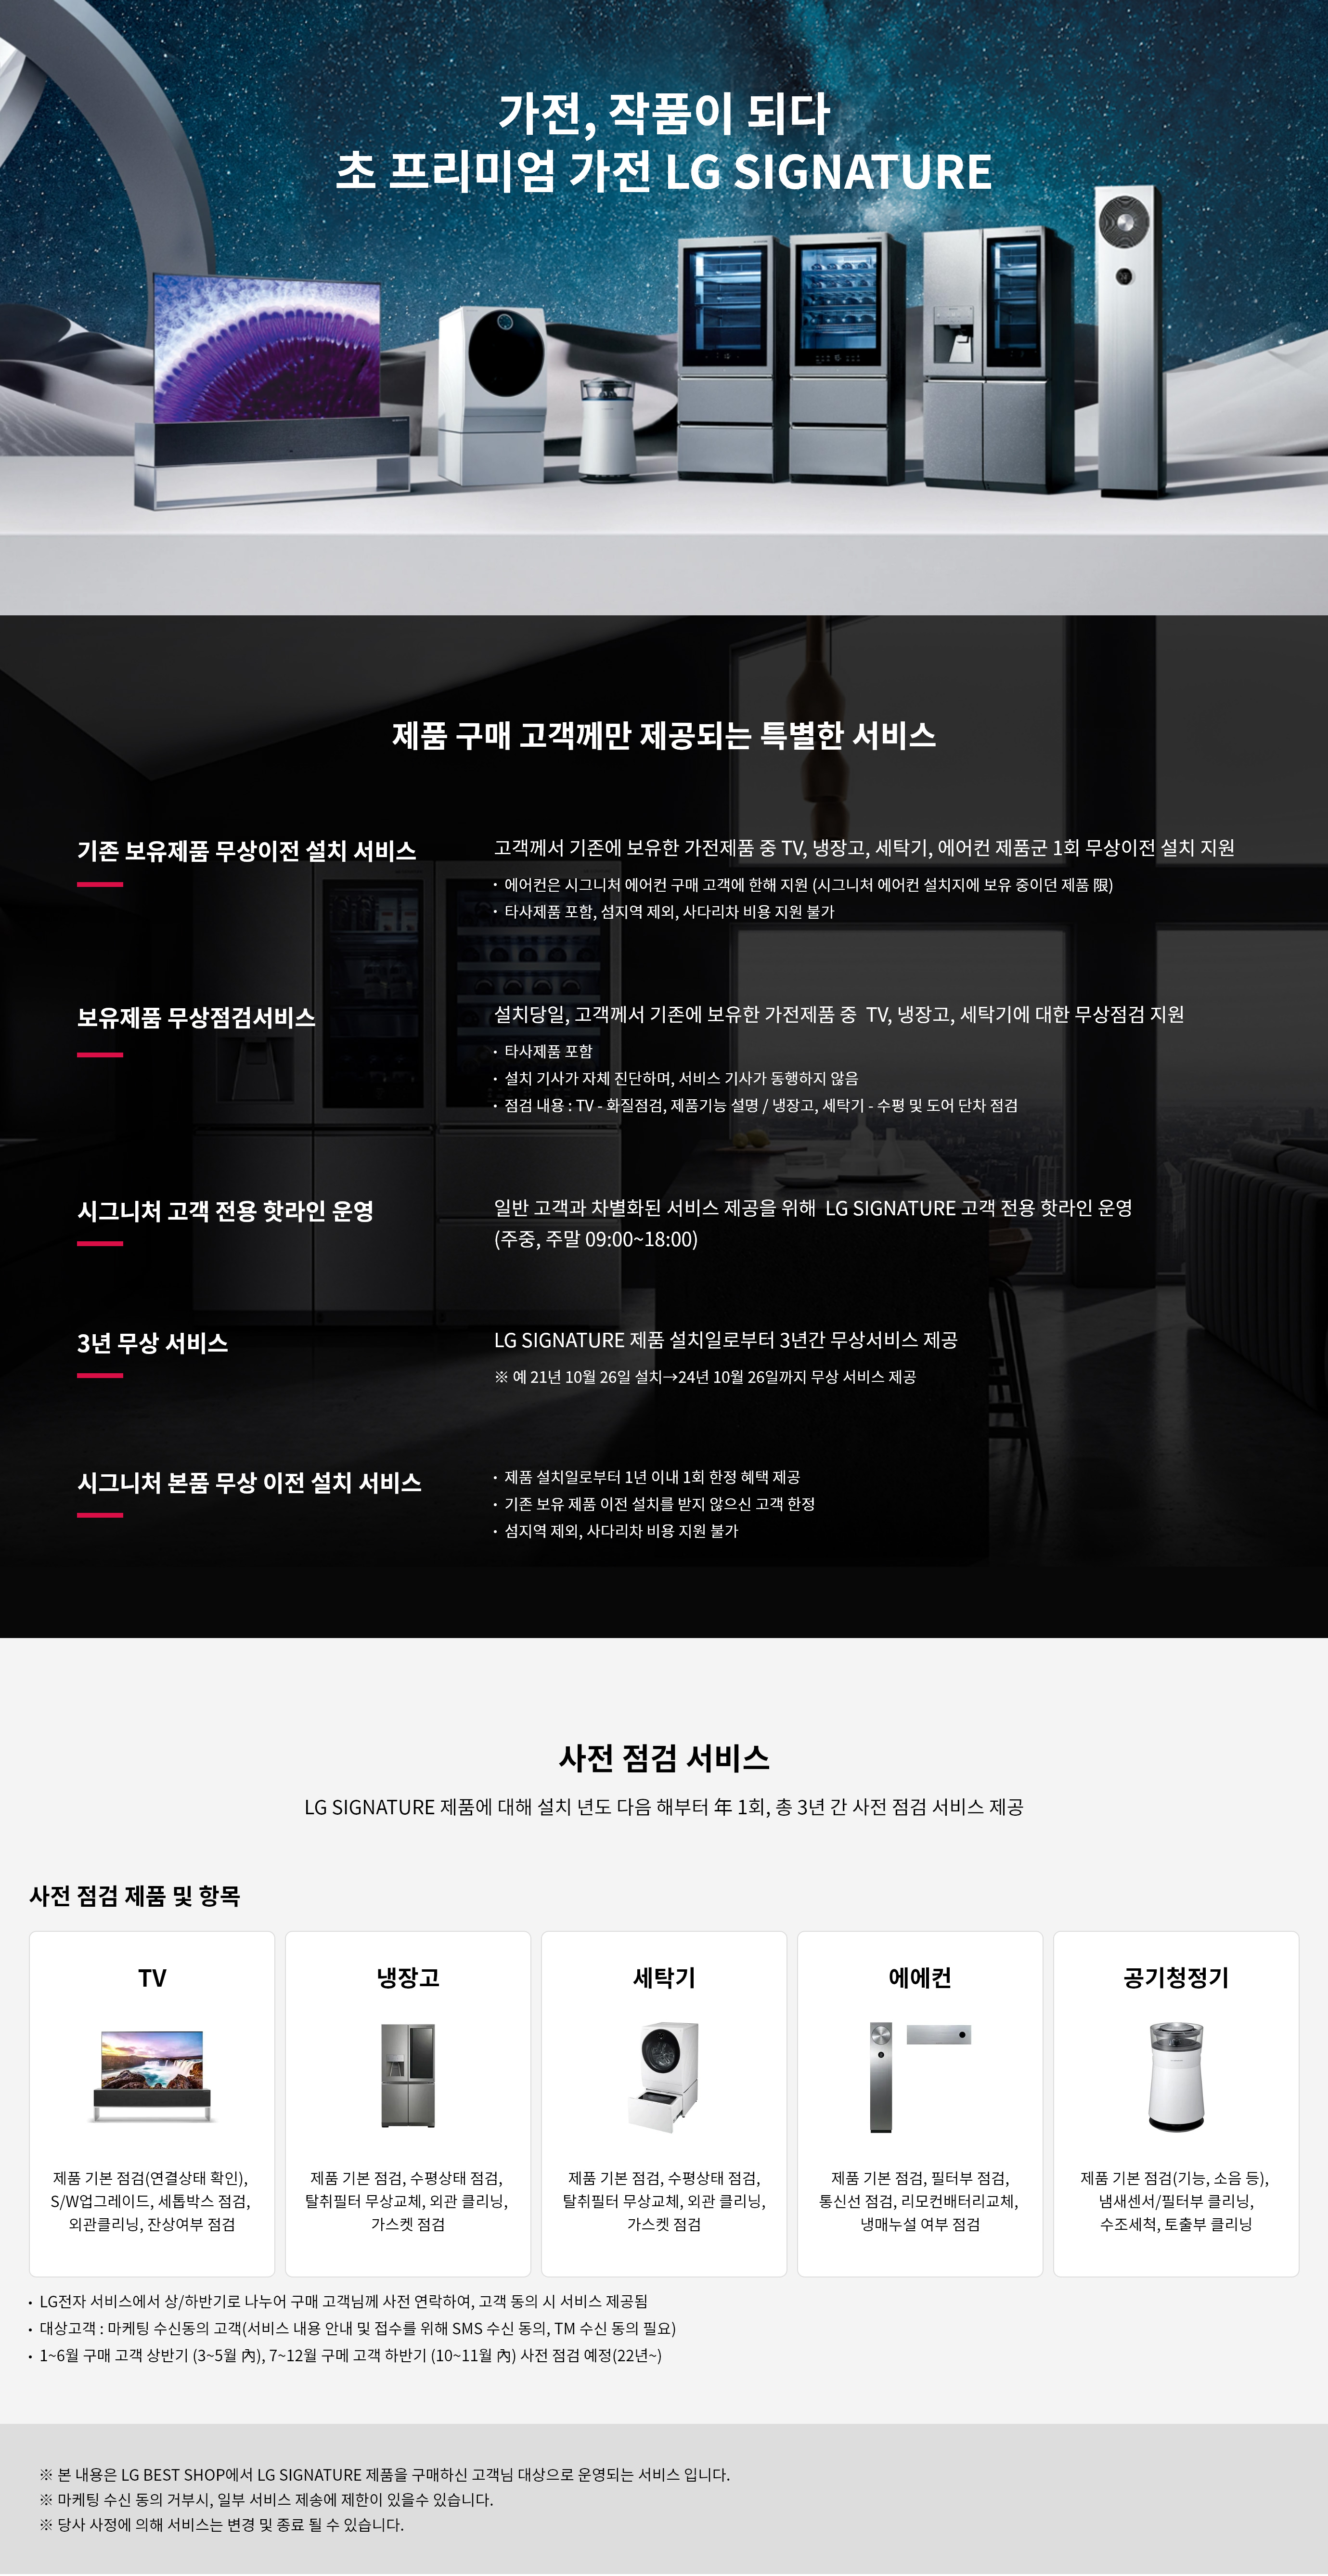 가전, 작품이 되다
초 프리미엄 가전 LG SIGNATURE
제품 구매 고객께만 제공되는 특별한 서비스
기존 보유제품 무상이전 설치 서비스
고객께서 기존에 보유한 가전제품 중 TV, 냉장고, 세탁기, 에어컨 제품군 1회 무상이전 설치 지원
· 에어컨은 시그니처 에어컨 구매 고객에 한해 지원 (시그니처 에어컨 설치지에 보유 중이던 제품 限)
· 타사제품 포함, 섬지역 제외, 사다리차 비용 지원 불가
보유제품 무상점검서비스
설치당일, 고객께서 기존에 보유한 가전제품 중 TV, 냉장고, 세탁기에 대한 무상점검 지원
· 타사제품 포함
· 설치 기사가 자체 진단하며, 서비스 기사가 동행하지 않음
· 점검 내용 : TV - 화질점검, 제품기능 설명 / 냉장고, 세탁기 - 수평 및 도어 단차 점검
시그니처 고객 전용 핫라인 운영
일반 고객과 차별화된 서비스 제공을 위해 LG SIGNATURE 고객 전용 핫라인 운영
(주중, 주말 09:00~18:00)
3년 무상 서비스
LG SIGNATURE 제품 설치일로부터 3년간 무상서비스 제공
※ 예 21년 10월 26일 설치→24년 10월 26일까지 무상 서비스 제공
시그니처 본품 무상 이전 설치 서비스
· 제품 설치일로부터 1년 이내 1회 한정 혜택 제공
· 기존 보유 제품 이전 설치를 받지 않으신 고객 한정
· 섬지역 제외, 사다리차 비용 지원 불가
사전 점검 서비스
LG SIGNATURE 제품에 대해 설치 년도 다음 해부터 年 1회, 총 3년 간 사전 점검 서비스 제공
사전 점검 제품 및 항목
TV
제품 기본 점검(연결상태 확인),
S/W업그레이드, 세톱박스 점검,
외관클리닝, 잔상여부 점검
냉장고
제품 기본 점검, 수평상태 점검,
탈취필터 무상교체, 외관 클리닝,
가스켓 점검
세탁기
제품 기본 점검, 수평상태 점검,
탈취필터 무상교체, 외관 클리닝,
가스켓 점검
에에컨
제품 기본 점검, 필터부 점검,
통신선 점검, 리모컨배터리교체,
냉매누설 여부 점검
공기청정기
제품 기본 점검(기능, 소음 등),
냄새센서/필터부 클리닝,
수조세척, 토출부 클리닝
· LG전자 서비스에서 상/하반기로 나누어 구매 고객님께 사전 연락하여, 고객 동의 시 서비스 제공됨
· 대상고객 : 마케팅 수신동의 고객(서비스 내용 안내 및 접수를 위해 SMS 수신 동의, TM 수신 동의 필요)
· 1~6월 구매 고객 상반기 (3~5월 內), 7~12월 구메 고객 하반기 (10~11월 內) 사전 점검 예정(22년~)
※ 본 내용은 LG BEST SHOP에서 LG SIGNATURE 제품을 구매하신 고객님 대상으로 운영되는 서비스 입니다.
※ 마케팅 수신 동의 거부시, 일부 서비스 제송에 제한이 있을수 있습니다.
※ 당사 사정에 의해 서비스는 변경 및 종료 될 수 있습니다.